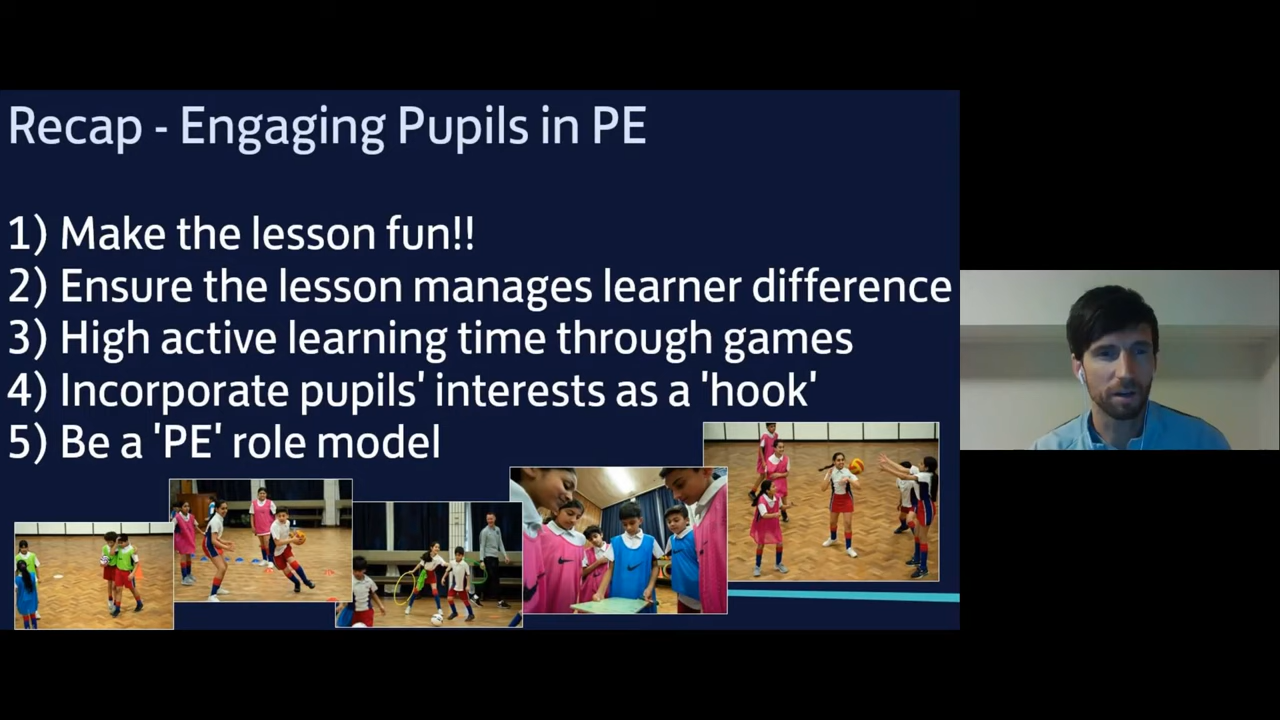 Recap - Engaging Pupils in PE
1) Make the lesson fun!!
2) Ensure the lesson manages learner difference
3) High active learning time through games
4) Incorporate pupils' interests as a 'hook'
5) Be a 'PE' role model